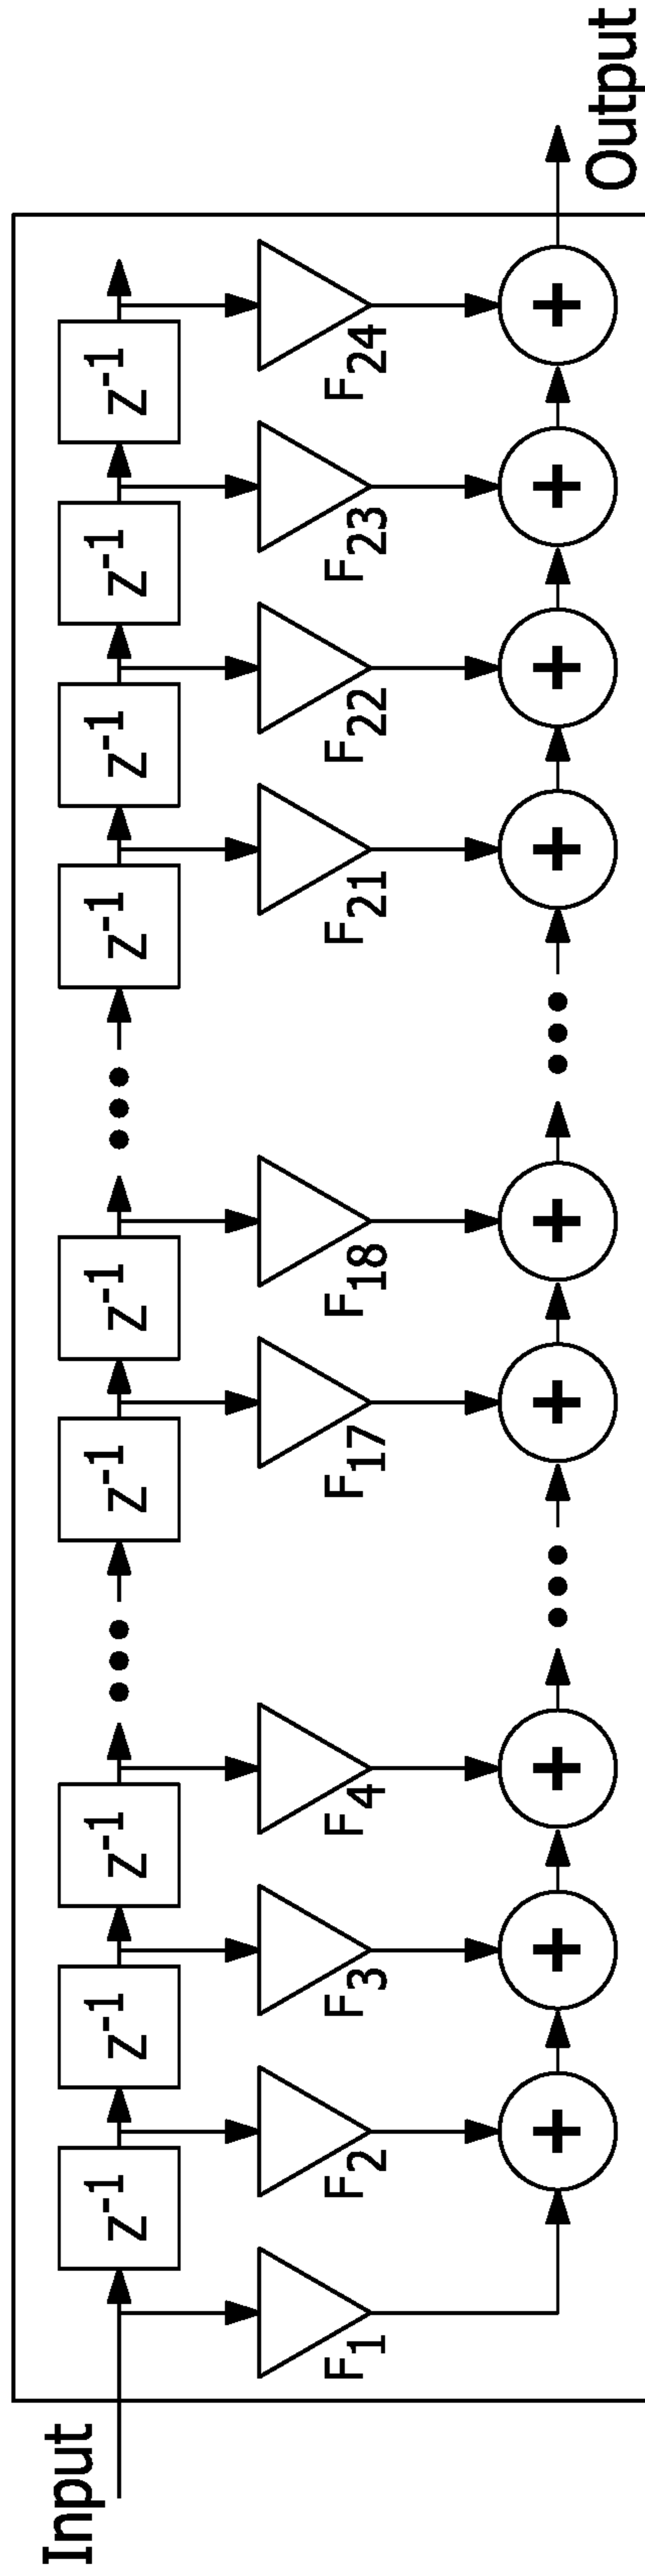 Input
z-1 z-1 z-1 z-1 z-1 z-1 z-1 z-1 z-1
F1 F2 F3 F4 F17 F18 F21 F22 F23 F24
+ + + + + + + + +
Output